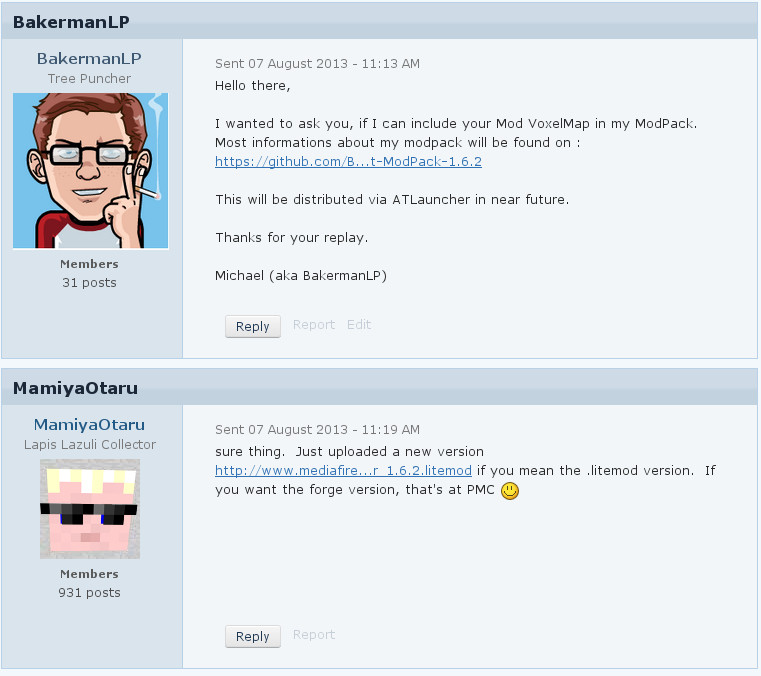 BakermanLP
BakermanLP
Tree Puncher
Members
31 posts
Sent 07 August 2013 - 11:13 AM
Hello there,
I wanted to ask you, if I can include your Mod VoxelMap in my ModPack.
Most informations about my modpack will be found on :
https://github.com/B...t-ModPack-1.6.2
This will be distributed via ATLauncher in near future.
Thanks for your replay.
Michael (aka BakermanLP)
Reply Report Edit
MamiyaOtaru
MamiyaOtaru
Lapis Lazuli Collector
Members
931 posts
Sent 07 August 2013 - 11:19 AM
sure thing.  Just uploaded a new version
http://www.mediafire...r_1.6.2.litemod if you mean the .litemod version.  If
you want the forge version, that's at PMC
Reply Report